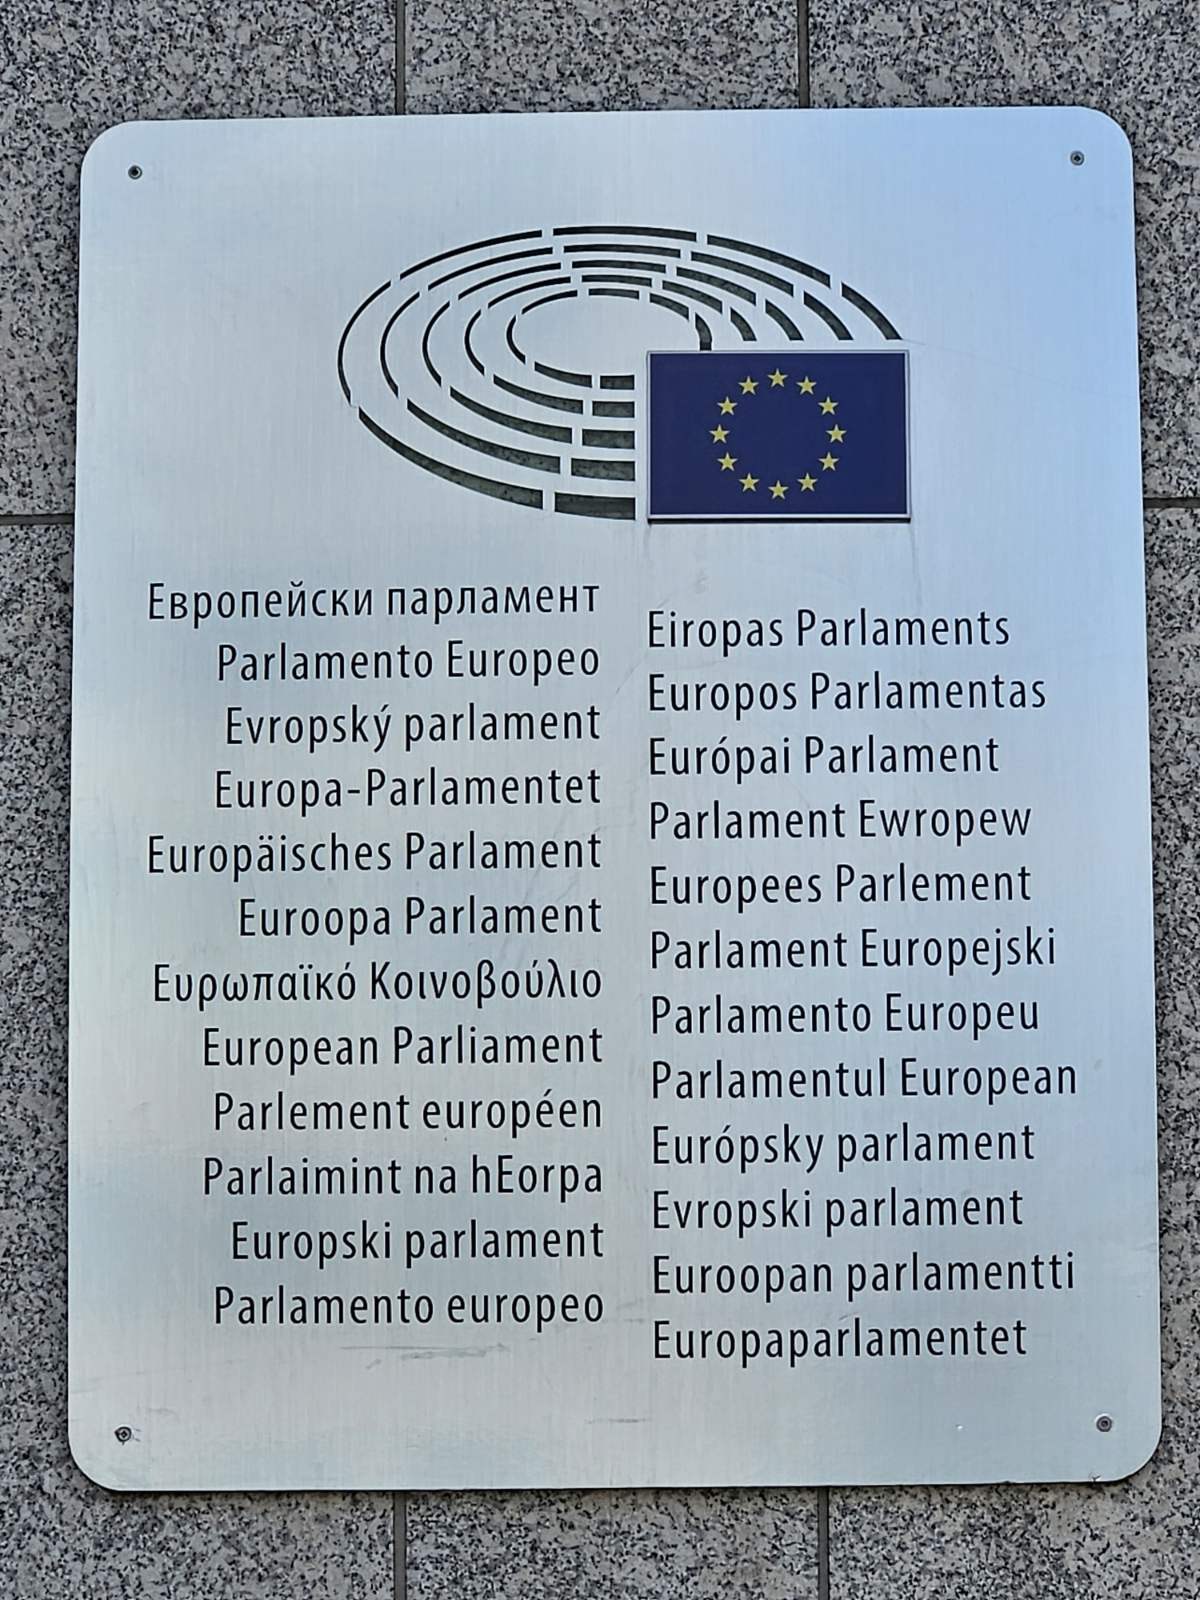 Европейски парламент
Parlamento Europeo
Evropský parlament
Europa-Parlamentet
Europäisches Parlament
Euroopa Parlament
Ευρωπαϊκό Κοινοβούλιο
European Parliament
Parlement européen
Parlaimint na hEorpa
Europski parlament
Parlamento europeo
Eiropas Parlaments
Europos Parlamentas
Európai Parlament
Parlament Ewropew
Europees Parlement
Parlament Europejski
Parlamento Europeu
Parlamentul European
Európsky parlament
Evropski parlament
Euroopan parlamentti
Europaparlamentet